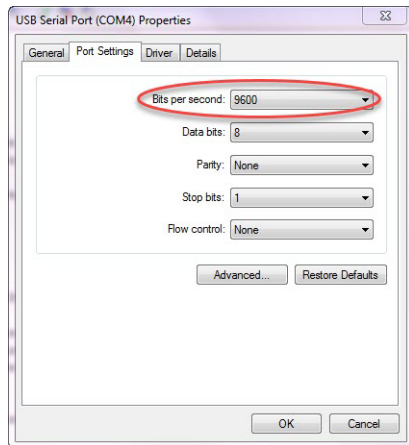 USB Serial Port (COM4) Properties
General Port Settings Driver Details
Bits per second: 9600
Data bits: 8
Parity: None
Stop bits: 1
Flow control: None
Advanced... Restore Defaults
OK Cancel